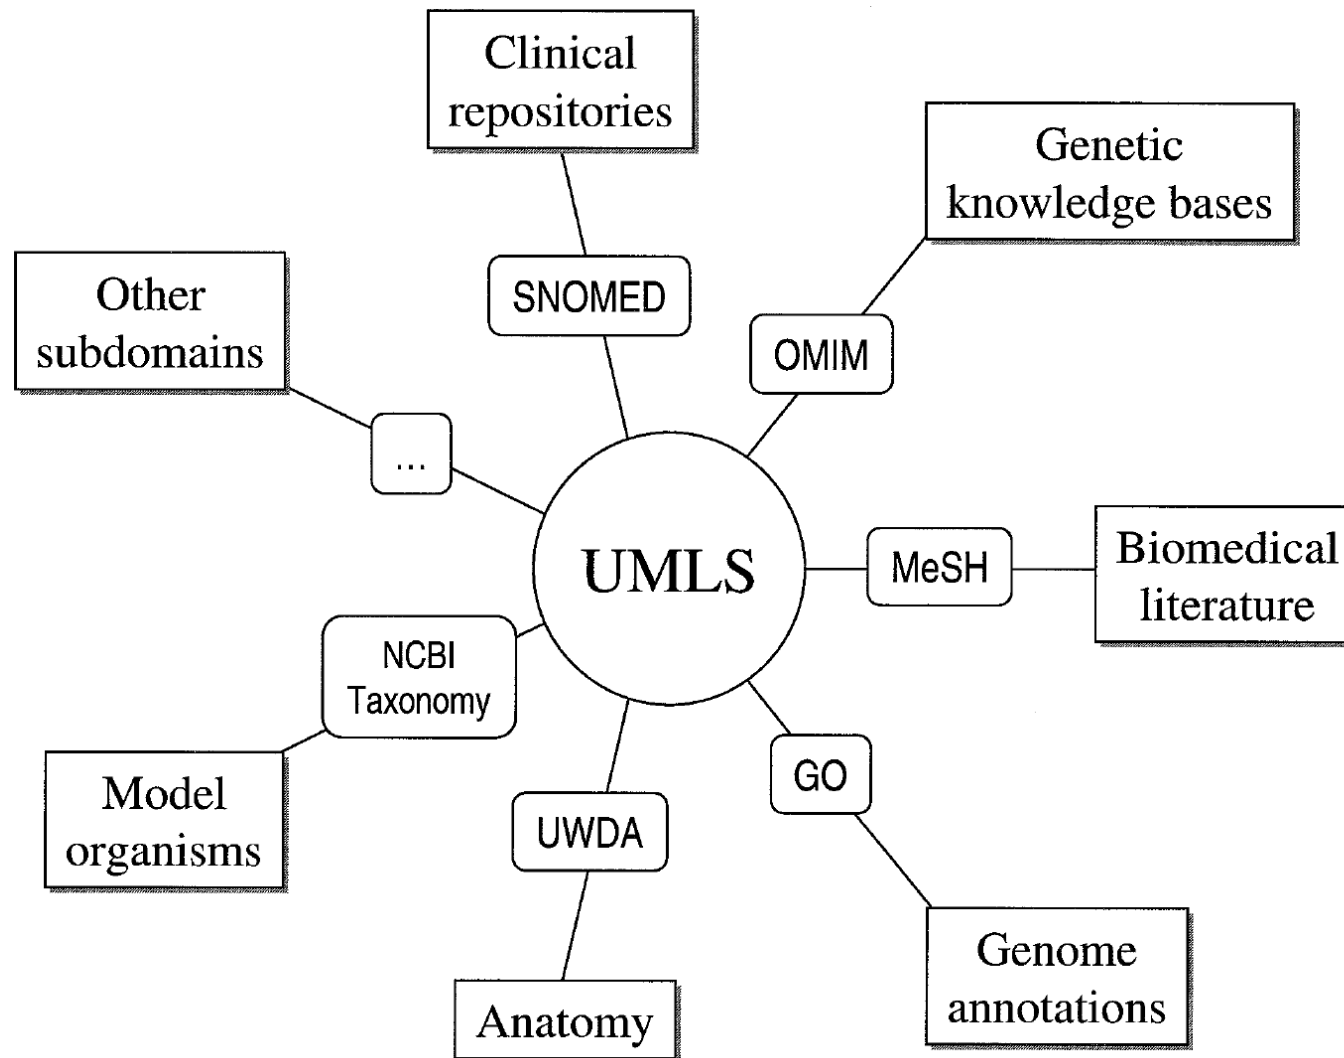 Clinical
repositories
Genetic
knowledge bases
SNOMED
Other
subdomains
OMIM
...
UMLS
MeSH
Biomedical
literature
NCBI
Taxonomy
Model
organisms
GO
UWDA
Genome
annotations
Anatomy